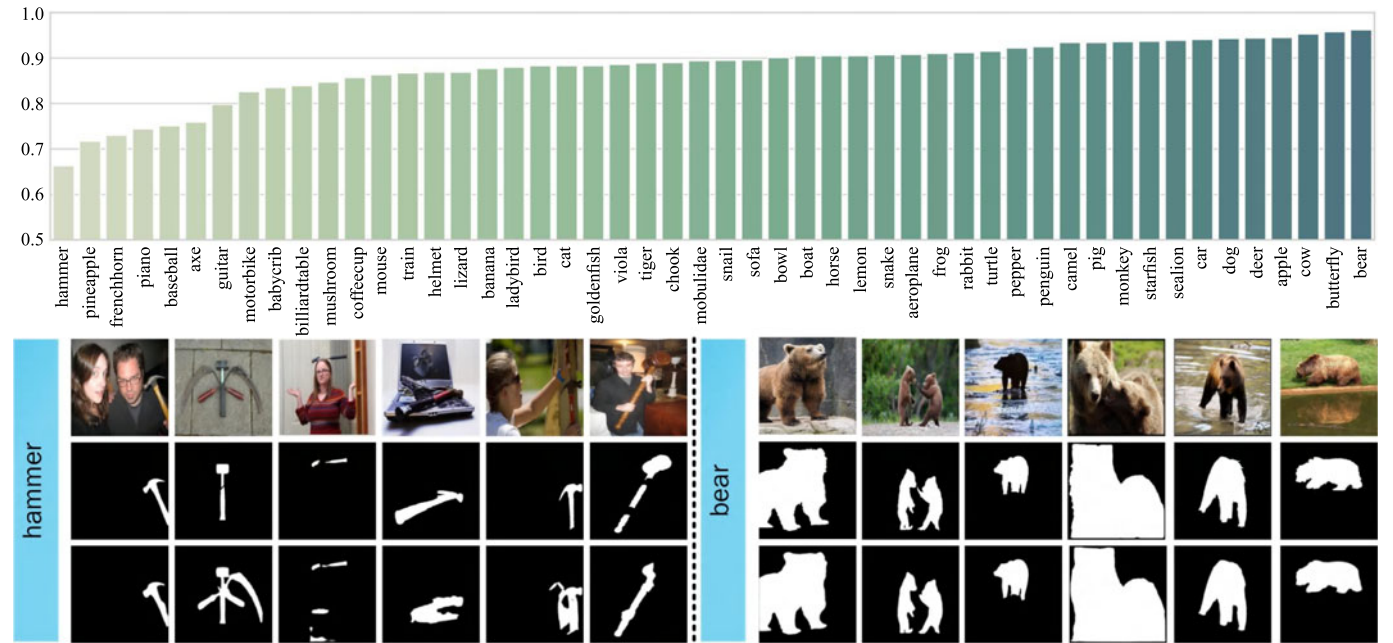 1.0
0.9
0.8
0.7
0.6
0.5
hammer
pineapple
frenchhorn
piano
baseball
axe
guitar
motorbike
babycrib
billiardtable
mushroom
coffeecup
mouse
train
helmet
lizard
banana
ladybird
bird
cat
goldenfish
viola
tiger
chook
mobulidae
snail
sofa
bowl
boat
horse
lemon
snake
aeroplane
frog
rabbit
turtle
pepper
penguin
camel
pig
monkey
starfish
sealion
car
dog
deer
apple
cow
butterfly
bear
hammer
bear